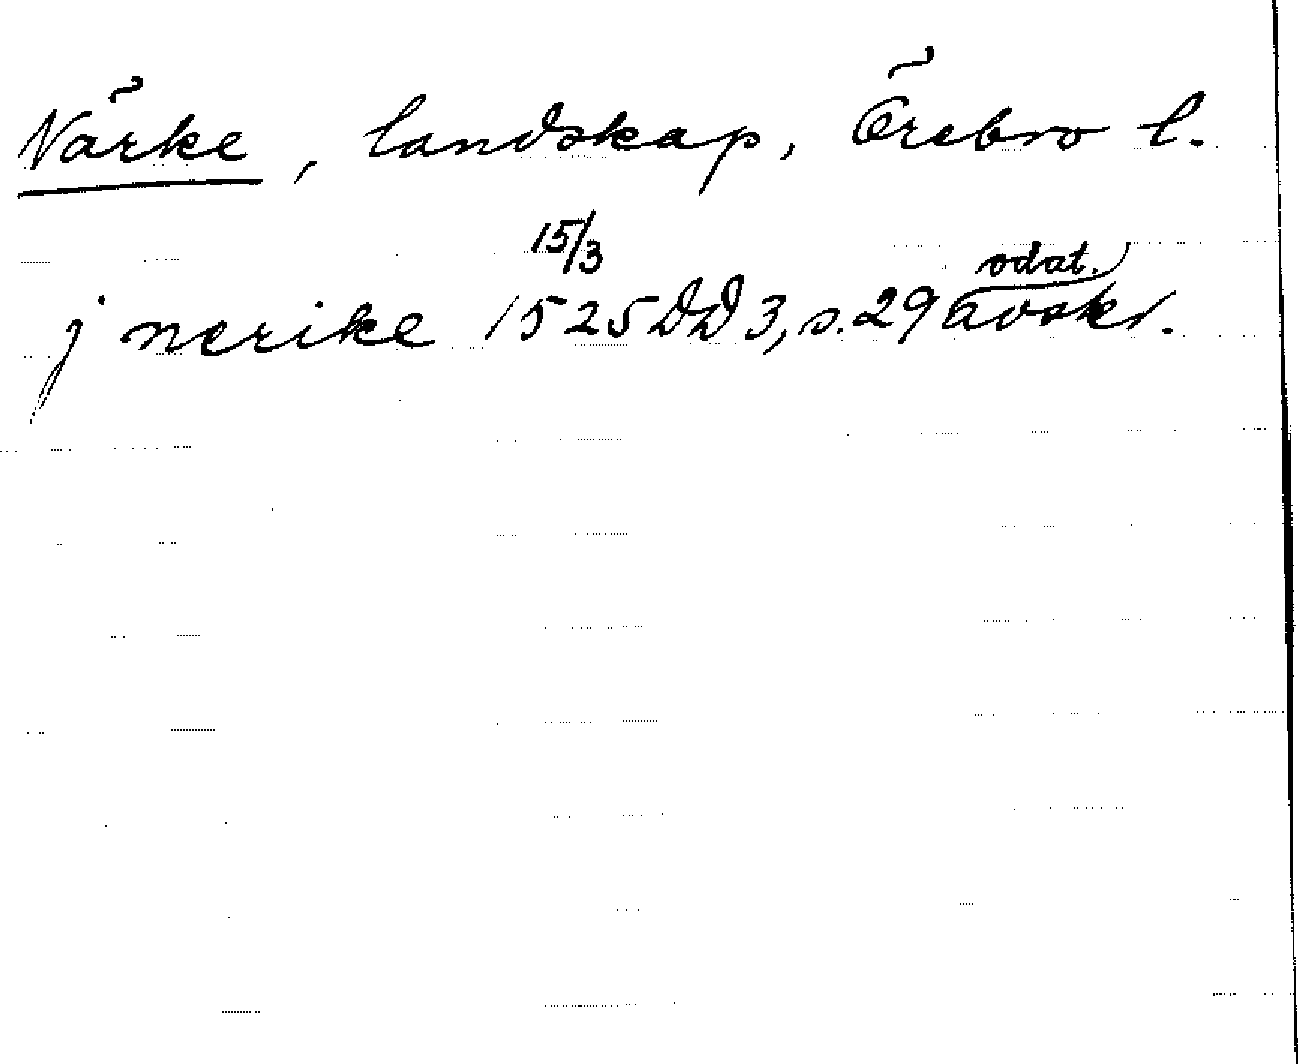 Närke, landskap, Örebro l.
15/3
odat.
j nerike 1525 DD 3, s. 29 avskr.